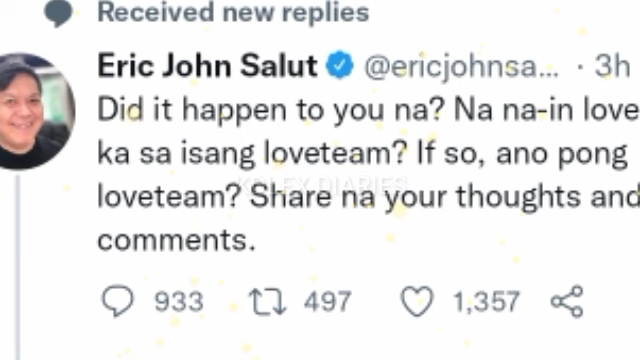 Received new replies
Eric John Salut @ericjohnsa... · 3h
Did it happen to you na? Na na-in love
ka sa isang loveteam? If so, ano pong
loveteam? Share na your thoughts and
comments.
933 497 1,357